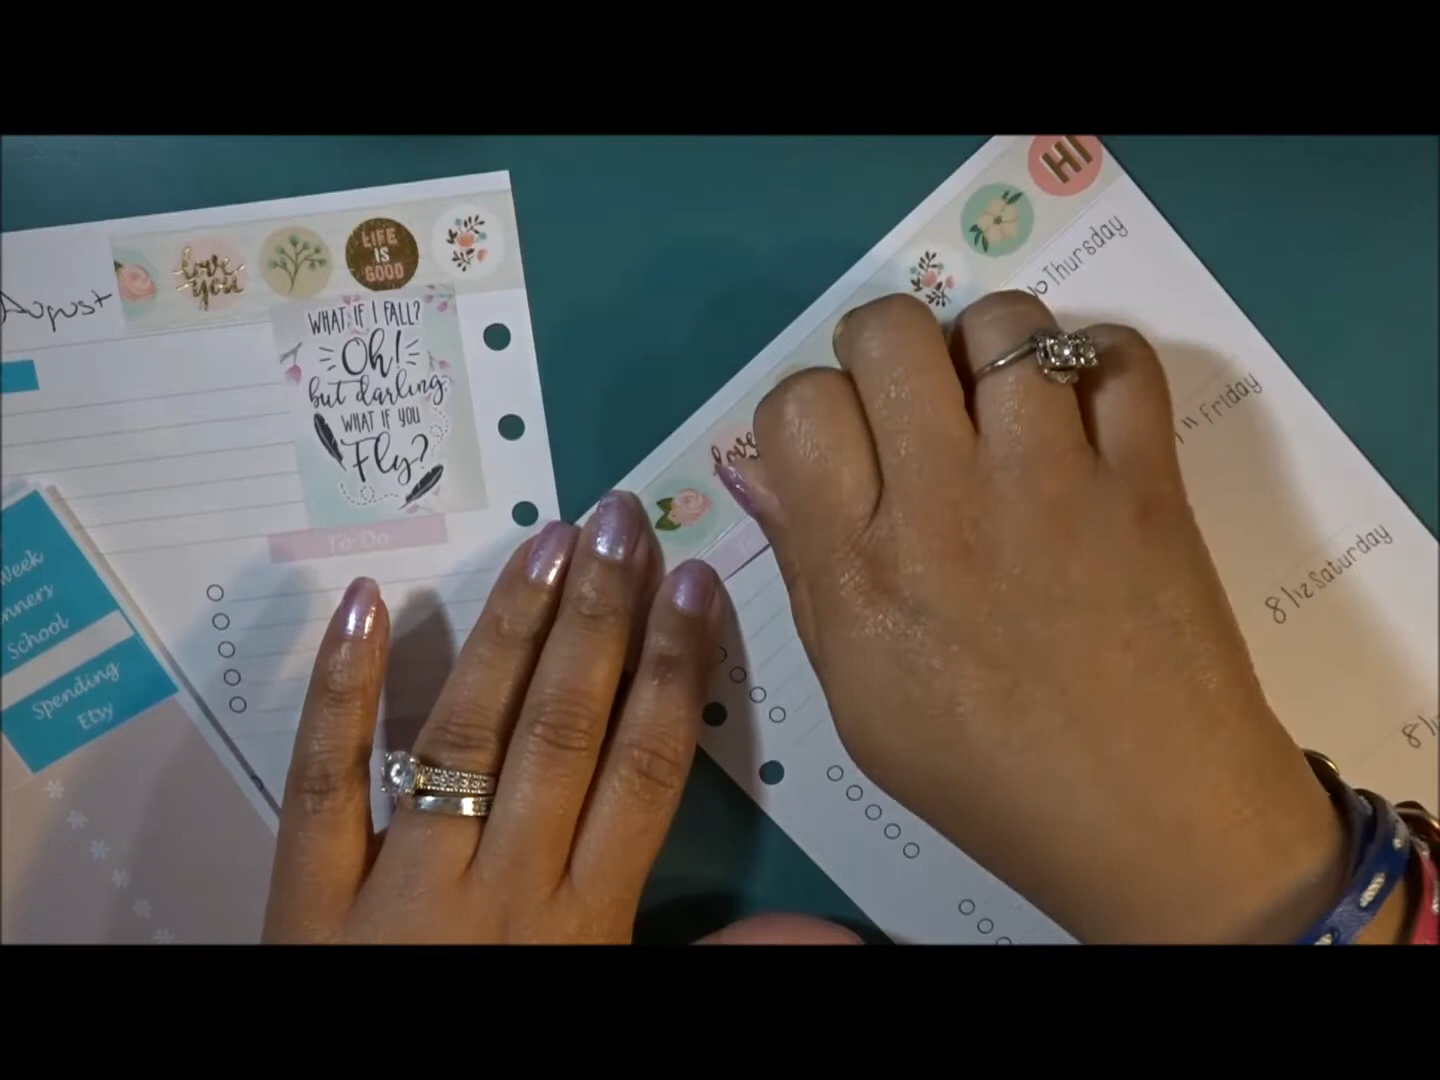 August
love
you
LIFE
IS
GOOD
WHAT IF I FALL?
Oh!
but darling,
WHAT IF YOU
Fly?
To Do
Week
School
Spending
Etsy
HI
Thursday
love
11 Friday
8/12 Saturday